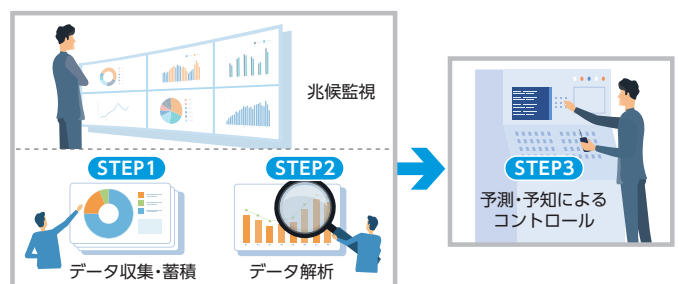 兆候監視
STEP1
データ収集・蓄積
STEP2
データ解析
STEP3
予測・予知による
コントロール